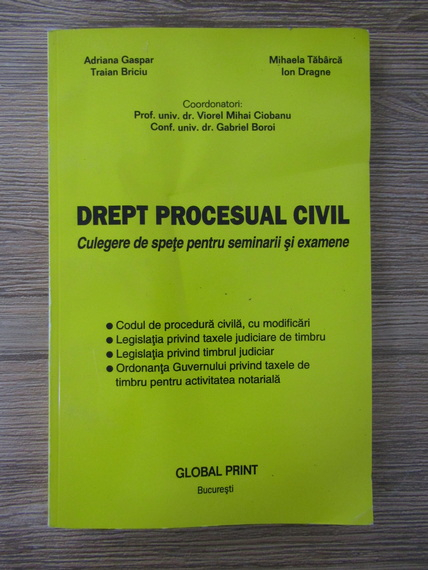 Adriana Gaspar
Traian Briciu
Mihaela Tăbârcă
Ion Dragne
Coordonatori:
Prof. univ. dr. Viorel Mihai Ciobanu
Conf. univ. dr. Gabriel Boroi
DREPT PROCESUAL CIVIL
Culegere de speţe pentru seminarii şi examene
● Codul de procedură civilă, cu modificări
● Legislaţia privind taxele judiciare de timbru
● Legislaţia privind timbrul judiciar
● Ordonanţa Guvernului privind taxele de
timbru pentru activitatea notarială
GLOBAL PRINT
Bucureşti